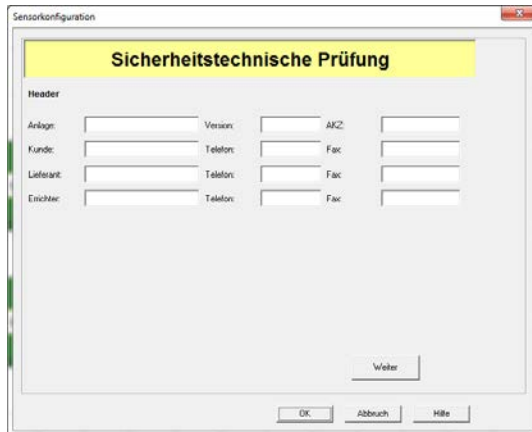 Sensorkonfiguration
Sicherheitstechnische Prüfung
Header
Anlage: Version: AKZ:
Kunde: Telefon: Fax:
Lieferant: Telefon: Fax:
Errichter: Telefon: Fax:
Weiter
OK Abbruch Hilfe